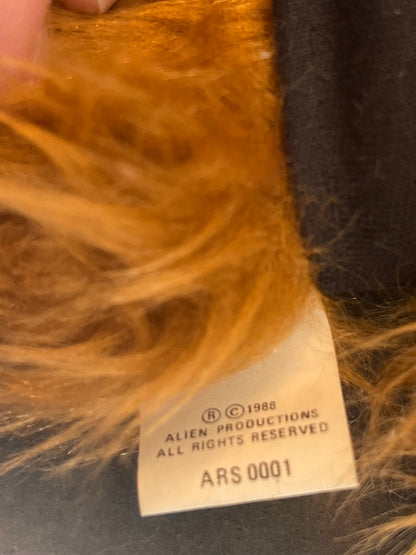 ® © 1988
ALIEN PRODUCTIONS
ALL RIGHTS RESERVED
ARS 0001